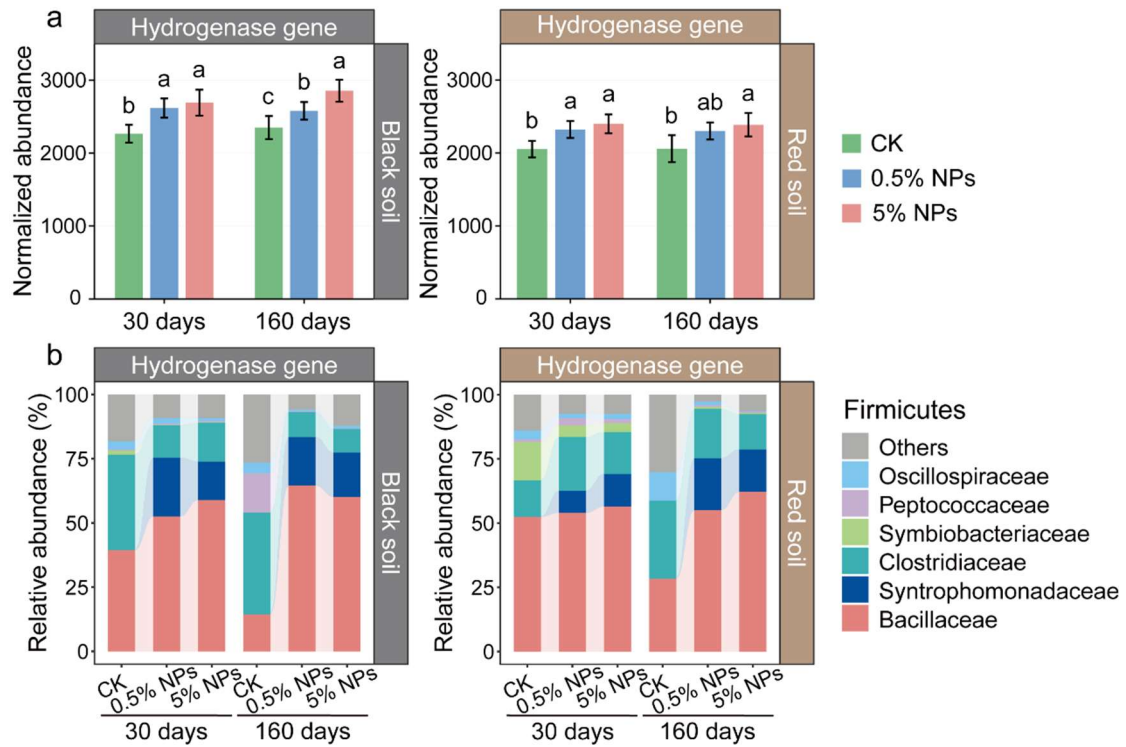 a
Hydrogenase gene
Normalized abundance
3000
2000
1000
0
b
a
a
c
b
a
30 days
160 days
Black soil
Hydrogenase gene
Normalized abundance
3000
2000
1000
0
b
a
a
b
ab
a
30 days
160 days
Red soil
CK
0.5% NPs
5% NPs
b
Hydrogenase gene
Relative abundance (%)
100
75
50
25
0
CK
0.5% NPs
5% NPs
CK
0.5% NPs
5% NPs
30 days
160 days
Black soil
Hydrogenase gene
Relative abundance (%)
100
75
50
25
0
CK
0.5% NPs
5% NPs
CK
0.5% NPs
5% NPs
30 days
160 days
Red soil
Firmicutes
Others
Oscillospiraceae
Peptococcaceae
Symbiobacteriaceae
Clostridiaceae
Syntrophomonadaceae
Bacillaceae